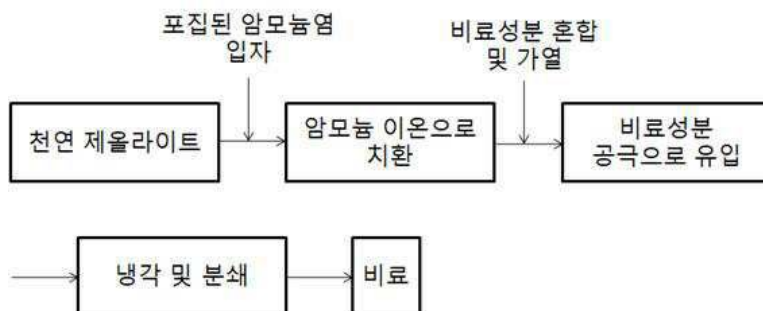 포집된 암모늄염
입자
비료성분 혼합
및 가열
천연 제올라이트
암모늄 이온으로
치환
비료성분
공극으로 유입
냉각 및 분쇄
비료